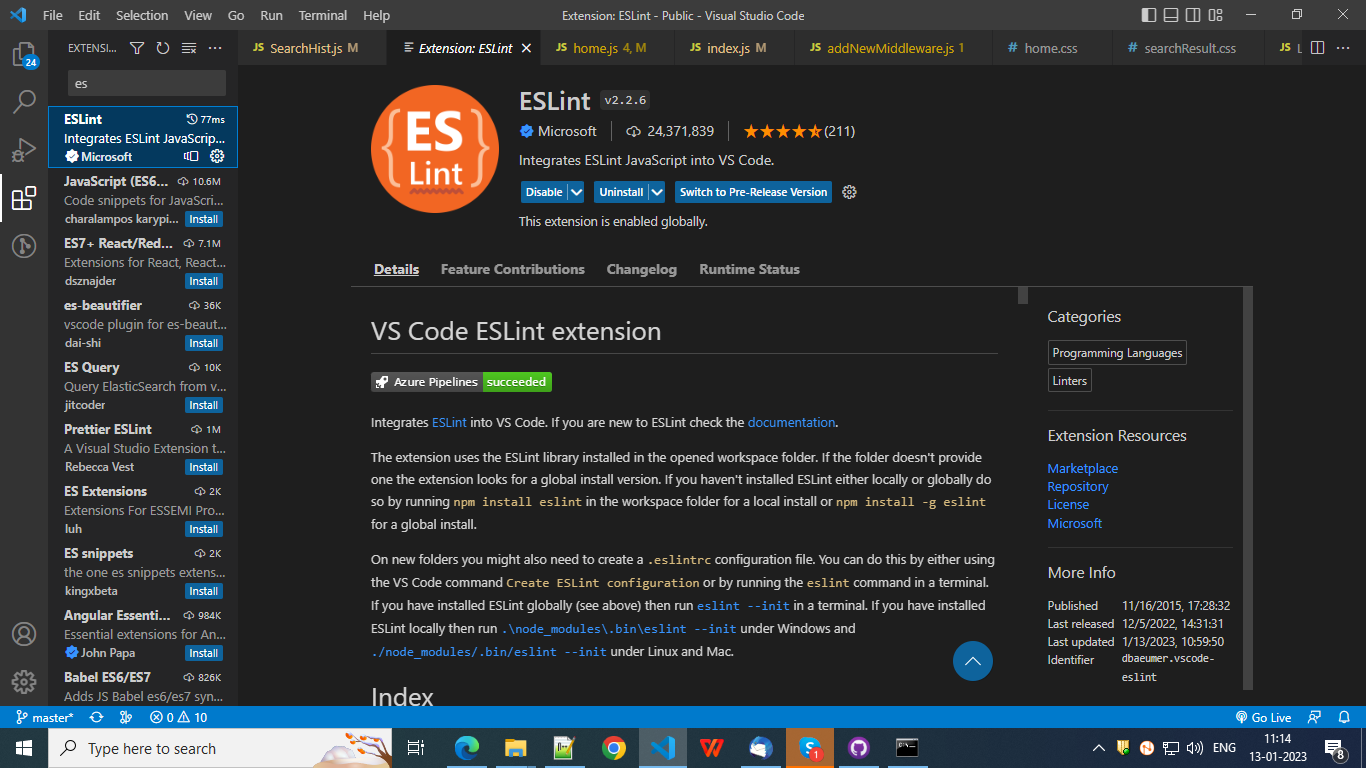 File Edit Selection View Go Run Terminal Help
Extension: ESLint - Public - Visual Studio Code
EXTENSI...
JS SearchHist.js M
Extension: ESLint
JS home.js 4, M
JS index.js M
JS addNewMiddleware.js 1
# home.css
# searchResult.css
JS L
24
es
ESLint 77ms
Integrates ESLint JavaScrip...
Microsoft
JavaScript (ES6... 10.6M
Code snippets for JavaScri...
charalampos karypi... Install
ES7+ React/Red... 7.1M
Extensions for React, React...
dsznajder Install
es-beautifier 36K
vscode plugin for es-beaut...
dai-shi Install
ES Query 10K
Query ElasticSearch from v...
jitcoder Install
Prettier ESLint 1M
A Visual Studio Extension t...
Rebecca Vest Install
ES Extensions 2K
Extensions For ESSEMI Pro...
luh Install
ES snippets 2K
the one es snippets extens...
kingxbeta Install
Angular Essenti... 984K
Essential extensions for An...
John Papa Install
Babel ES6/ES7 826K
Adds JS Babel es6/es7 syn...
ES
Lint
ESLint v2.2.6
Microsoft 24,371,839 (211)
Integrates ESLint JavaScript into VS Code.
Disable Uninstall Switch to Pre-Release Version
This extension is enabled globally.
Details Feature Contributions Changelog Runtime Status
VS Code ESLint extension
Azure Pipelines succeeded
Integrates ESLint into VS Code. If you are new to ESLint check the documentation.
The extension uses the ESLint library installed in the opened workspace folder. If the folder doesn't provide
one the extension looks for a global install version. If you haven't installed ESLint either locally or globally do
so by running npm install eslint in the workspace folder for a local install or npm install -g eslint
for a global install.
On new folders you might also need to create a .eslintrc configuration file. You can do this by either using
the VS Code command Create ESLint configuration or by running the eslint command in a terminal.
If you have installed ESLint globally (see above) then run eslint --init in a terminal. If you have installed
ESLint locally then run .\node_modules\.bin\eslint --init under Windows and
./node_modules/.bin/eslint --init under Linux and Mac.
Index
Categories
Programming Languages
Linters
Extension Resources
Marketplace
Repository
License
Microsoft
More Info
Published 11/16/2015, 17:28:32
Last released 12/5/2022, 14:31:31
Last updated 1/13/2023, 10:59:50
Identifier dbaeumer.vscode-
eslint
master* 0 10
Go Live
Type here to search
1
ENG
11:14
13-01-2023
8